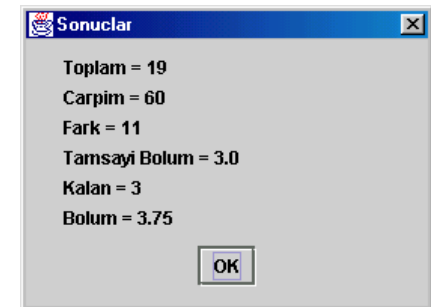 Sonuclar
Toplam = 19
Carpim = 60
Fark = 11
Tamsayi Bolum = 3.0
Kalan = 3
Bolum = 3.75
OK